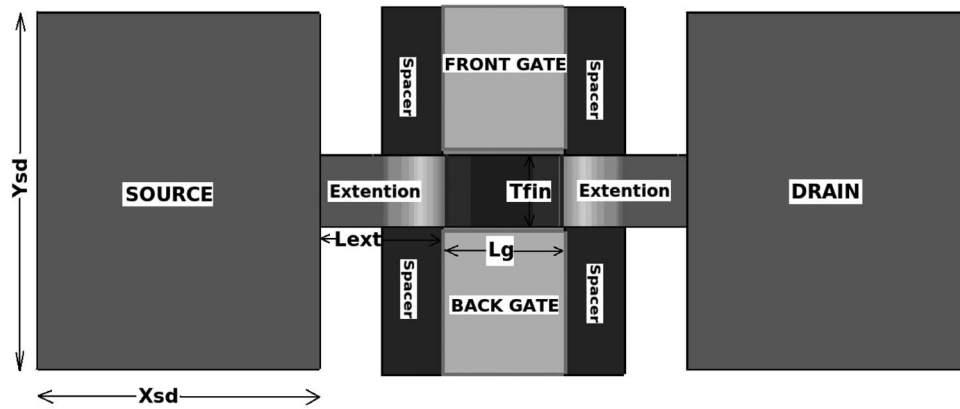 Spacer
FRONT GATE
Spacer
Ysd
SOURCE
Extention
Tfin
Extention
DRAIN
Lext
Lg
Spacer
BACK GATE
Spacer
Xsd